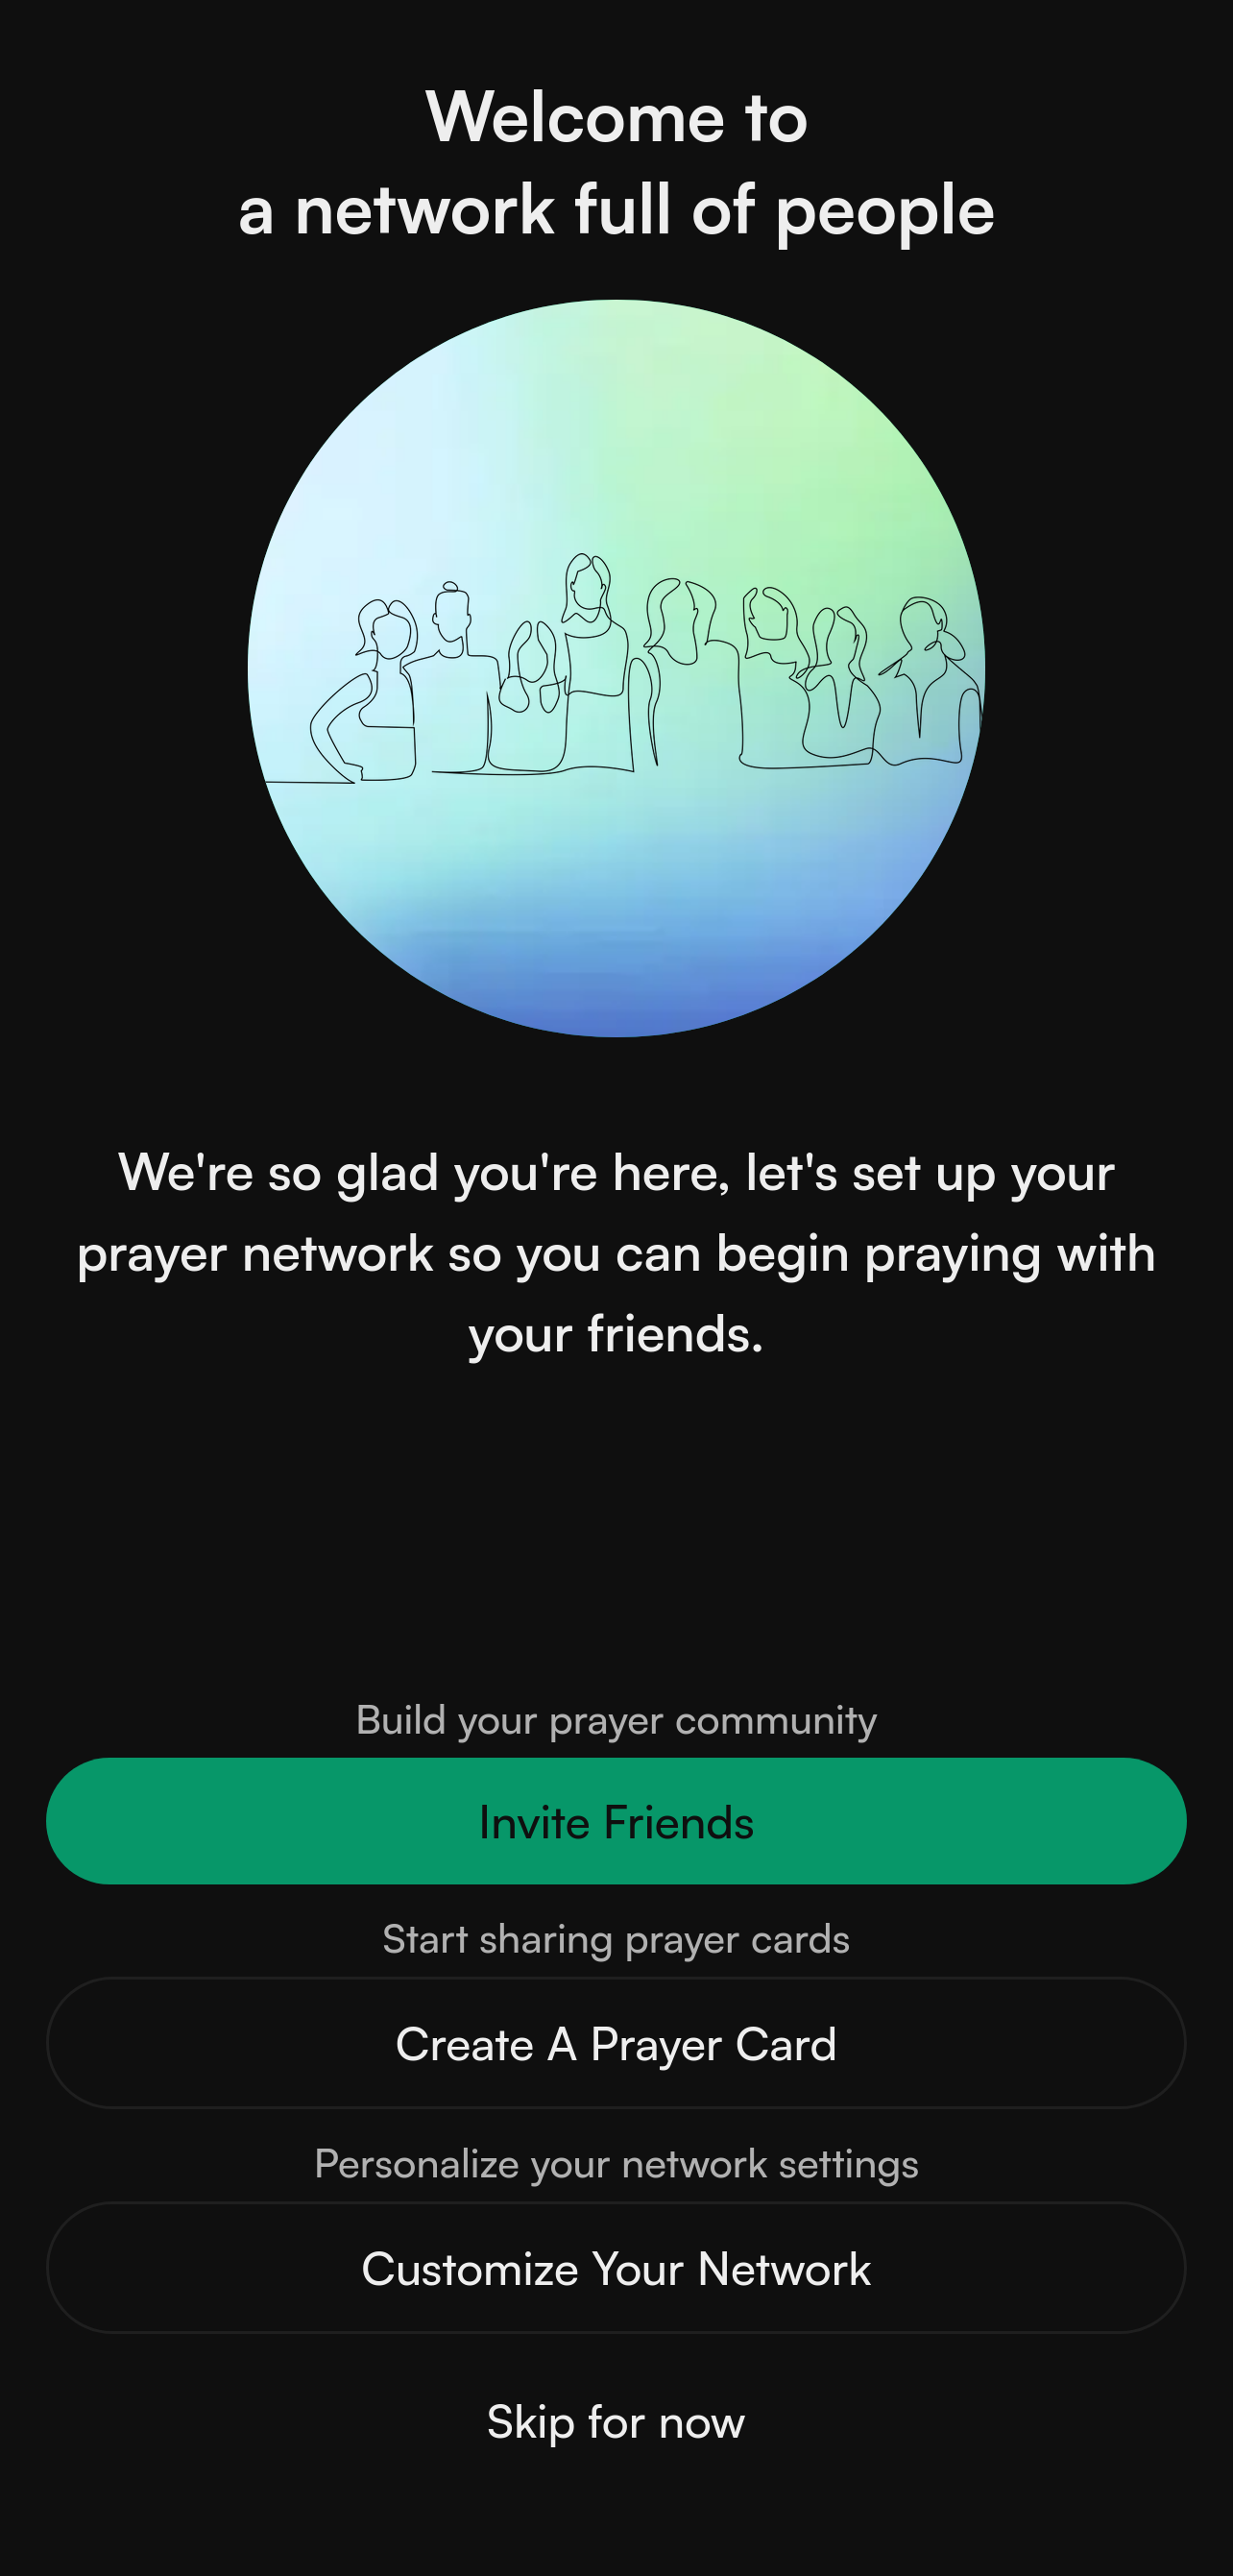 Welcome to
a network full of people
We're so glad you're here, let's set up your
prayer network so you can begin praying with
your friends.
Build your prayer community
Invite Friends
Start sharing prayer cards
Create A Prayer Card
Personalize your network settings
Customize Your Network
Skip for now